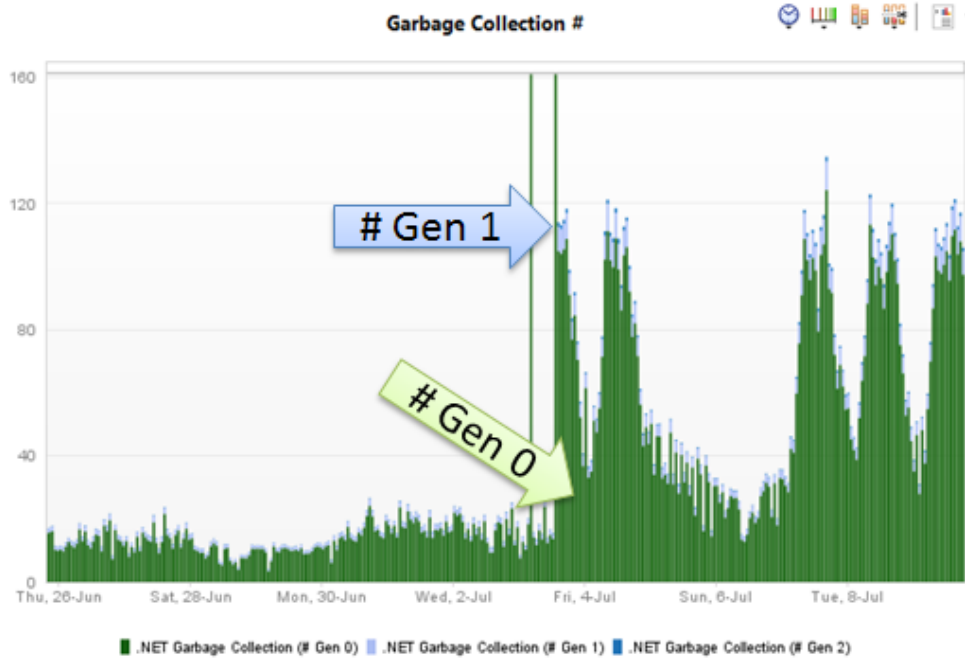 Garbage Collection #
160
120
# Gen 1
80
# Gen 0
40
0
Thu, 26-Jun Sat, 28-Jun Mon, 30-Jun Wed, 2-Jul Fri, 4-Jul Sun, 6-Jul Tue, 8-Jul
.NET Garbage Collection (# Gen 0) .NET Garbage Collection (# Gen 1) .NET Garbage Collection (# Gen 2)